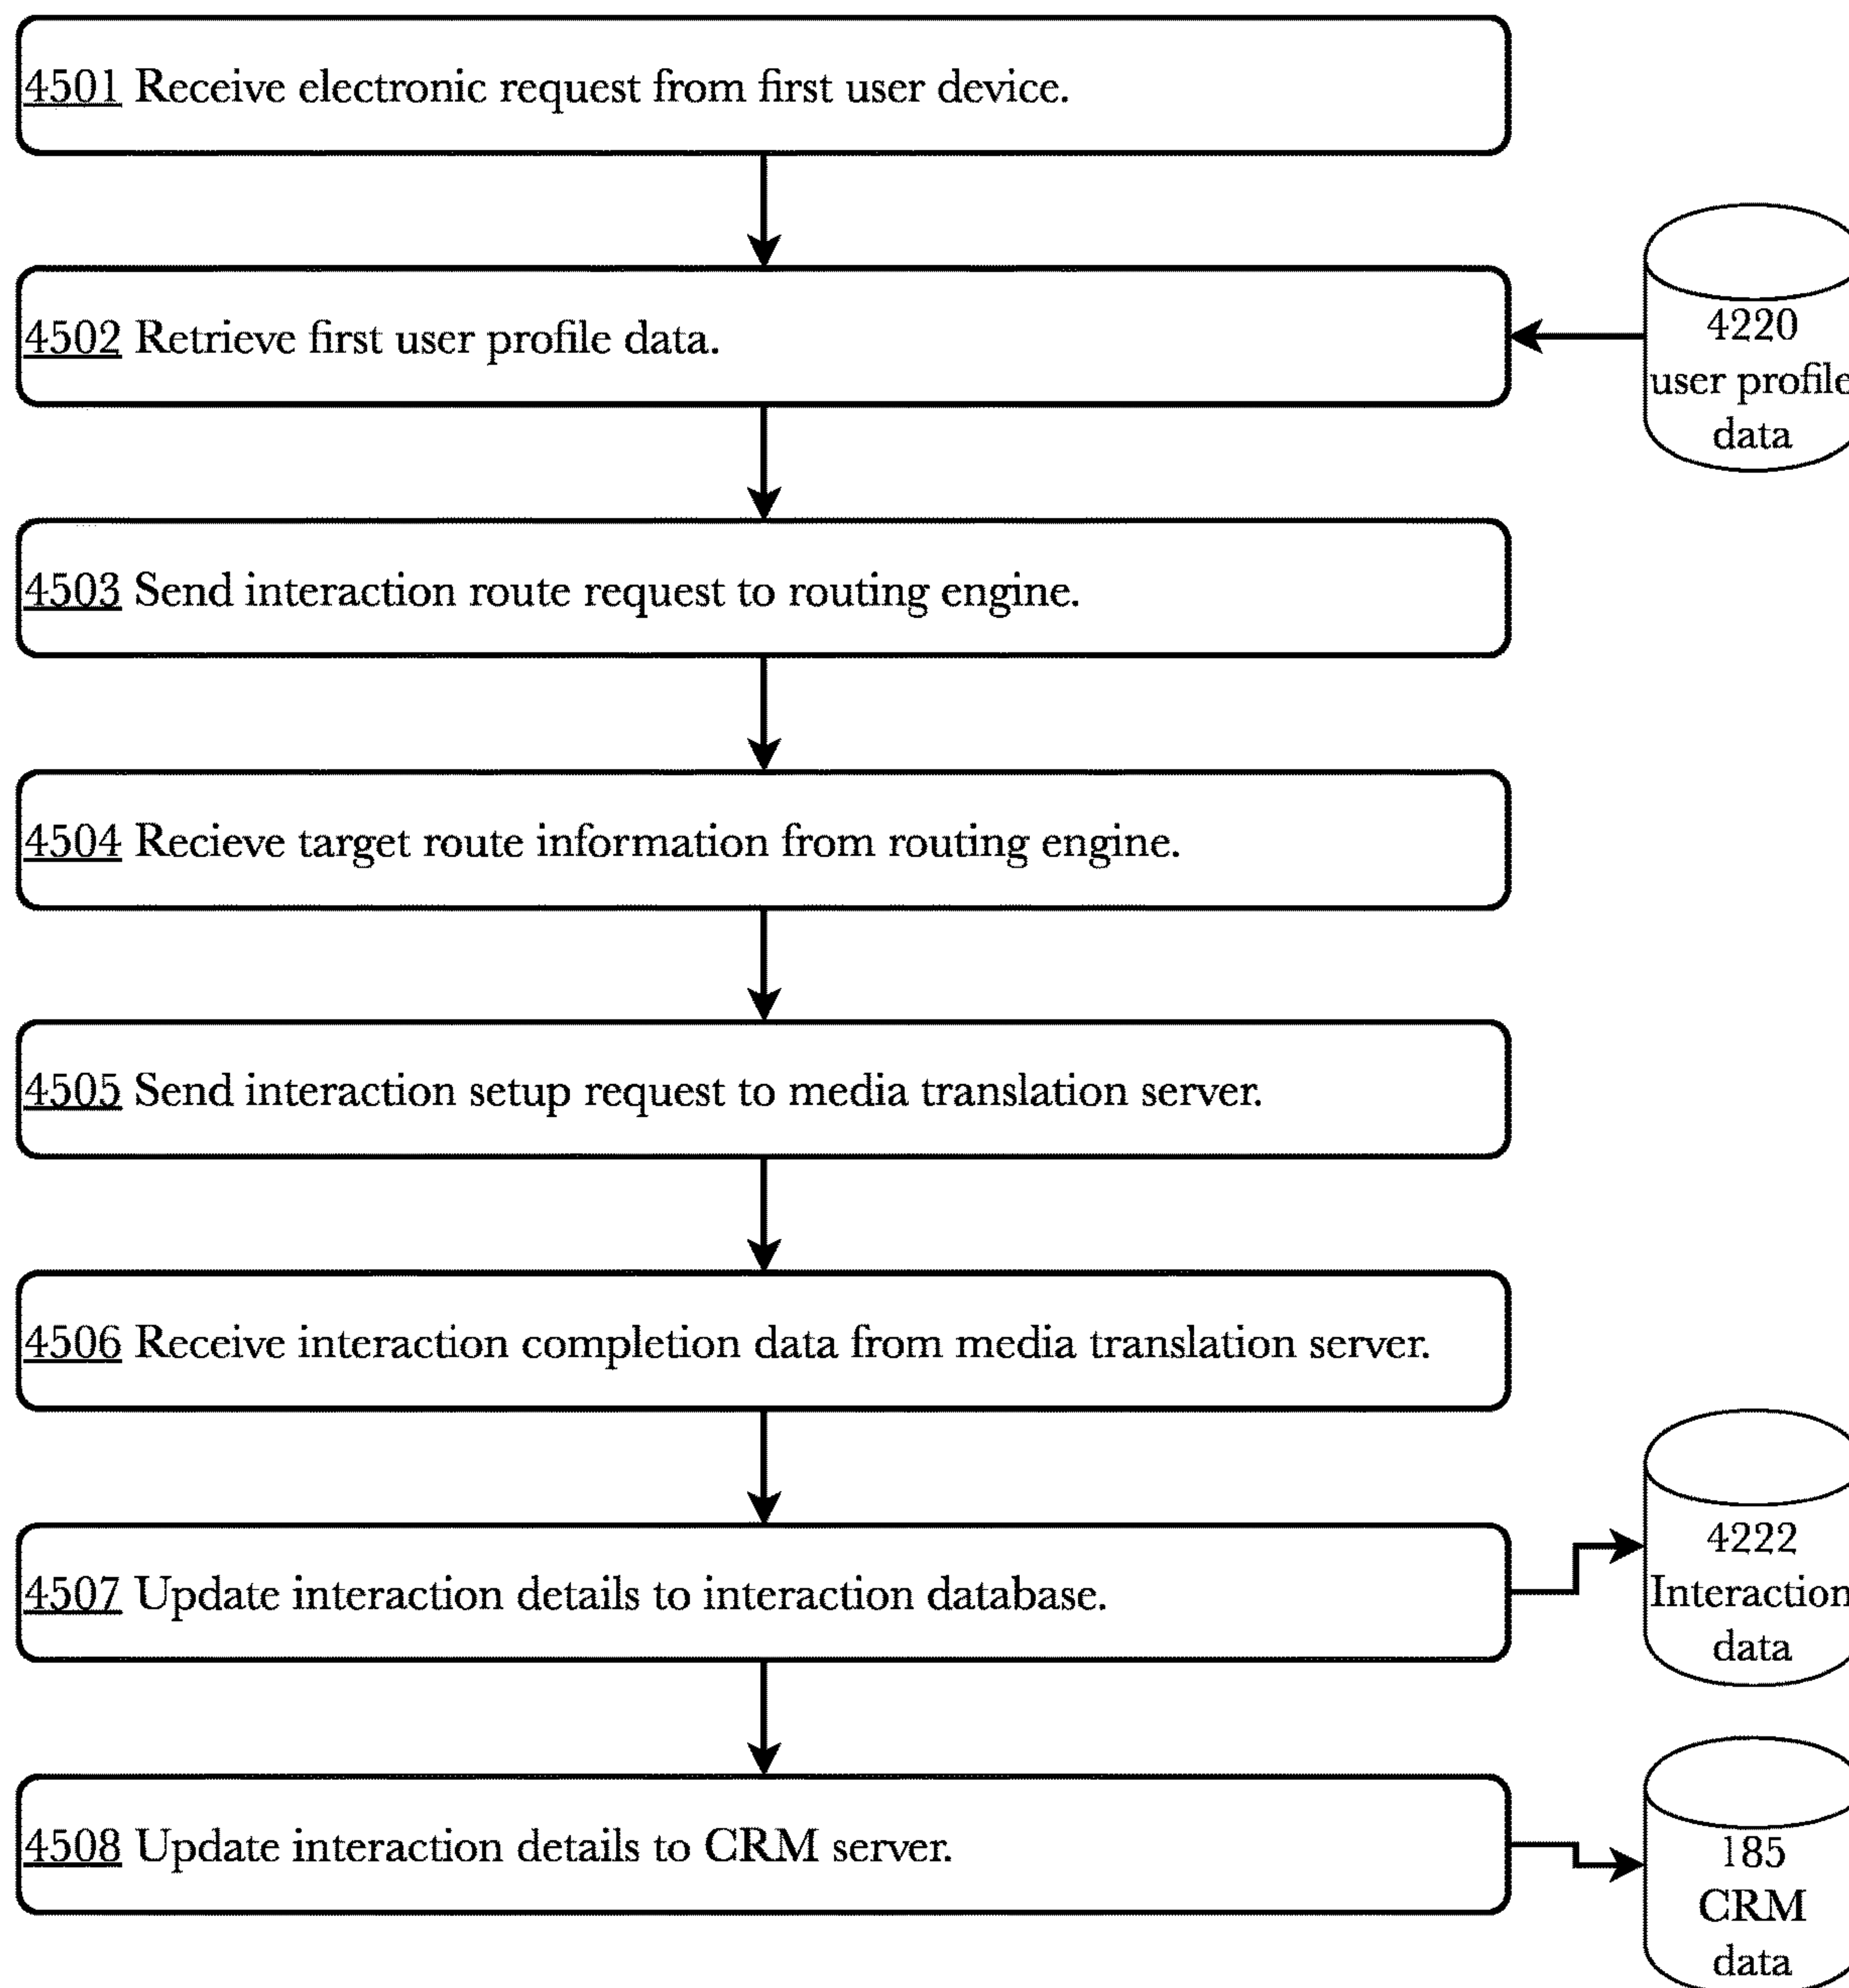 4501 Receive electronic request from first user device.
4220
user profile
data
4502 Retrieve first user profile data.
4503 Send interaction route request to routing engine.
4504 Recieve target route information from routing engine.
4505 Send interaction setup request to media translation server.
4506 Receive interaction completion data from media translation server.
4222
Interaction
data
4507 Update interaction details to interaction database.
4508 Update interaction details to CRM server.
185
CRM
data